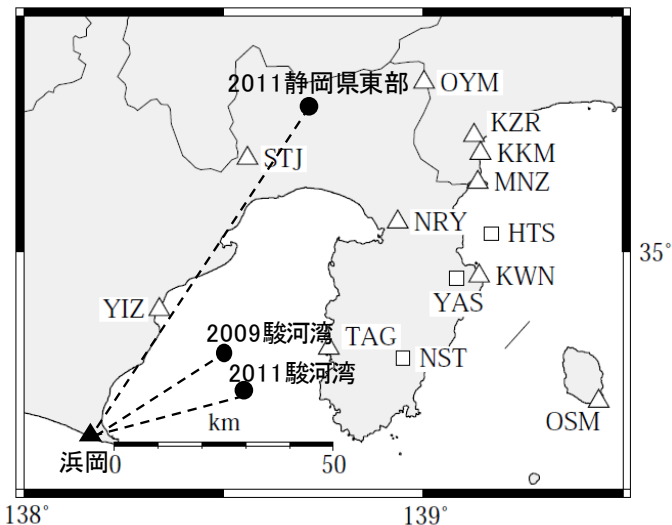 2011静岡県東部
OYM
KZR
STJ
KKM
MNZ
NRY
HTS
35°
KWN
YIZ
YAS
2009駿河湾
TAG
NST
2011駿河湾
km
OSM
浜岡
0
50
138°
139°